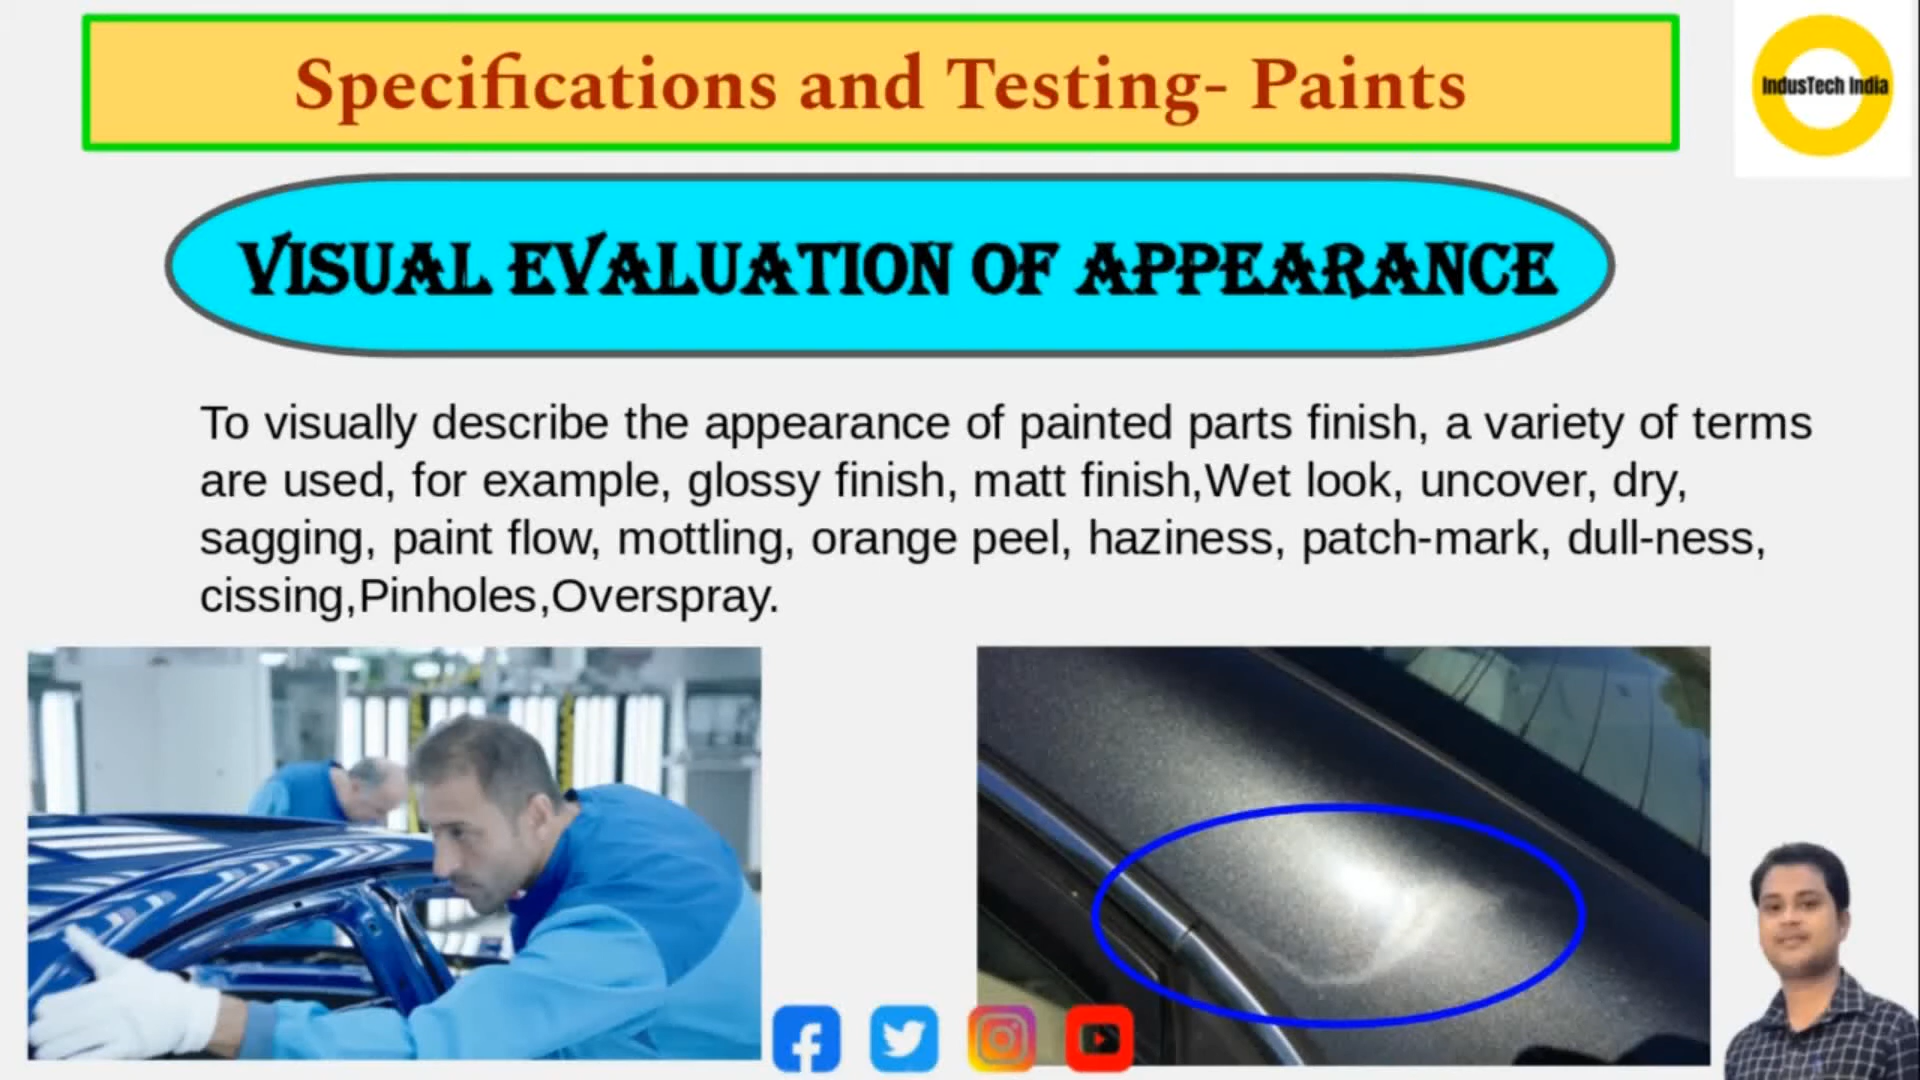 Specifications and Testing- Paints
IndusTech India
VISUAL EVALUATION OF APPEARANCE
To visually describe the appearance of painted parts finish, a variety of terms
are used, for example, glossy finish, matt finish,Wet look, uncover, dry,
sagging, paint flow, mottling, orange peel, haziness, patch-mark, dull-ness,
cissing,Pinholes,Overspray.